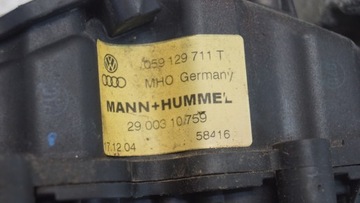 059 129 711 T
MHO Germany
MANN+HUMMEL
29 003 10 759
58416
17.12.04